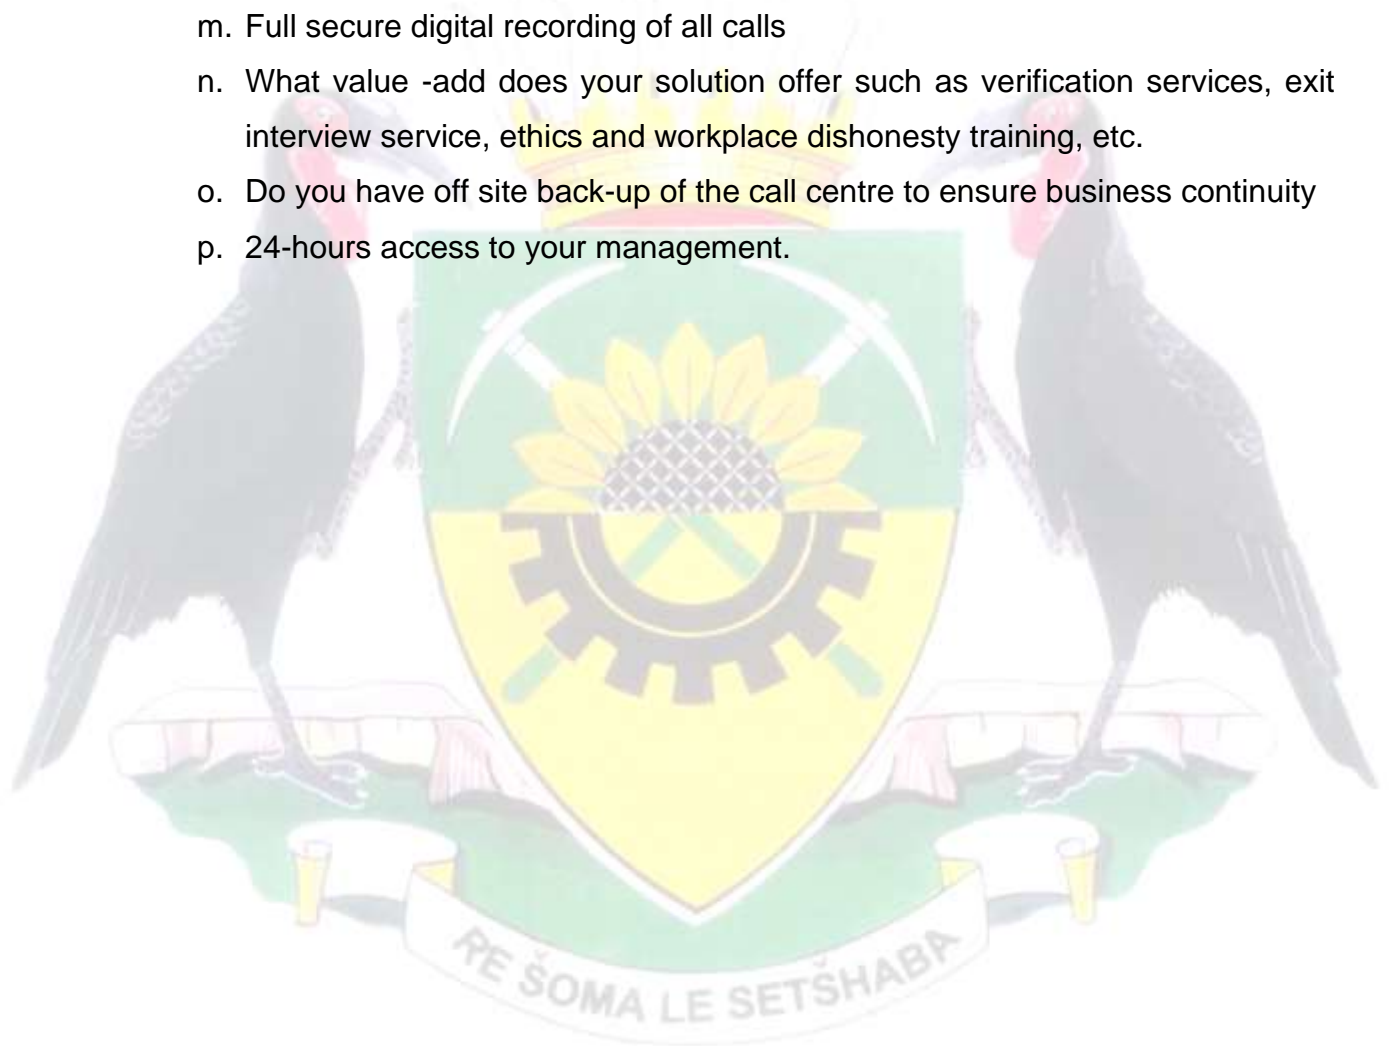 m. Full secure digital recording of all calls
n. What value -add does your solution offer such as verification services, exit
interview service, ethics and workplace dishonesty training, etc.
o. Do you have off site back-up of the call centre to ensure business continuity
p. 24-hours access to your management.
RE ŠOMA LE SETŠHABA